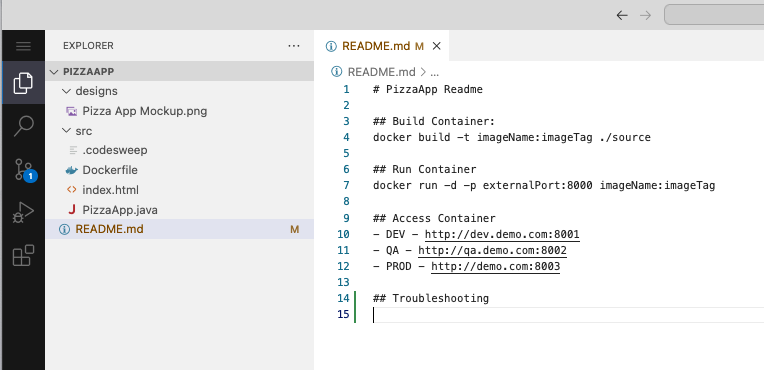 EXPLORER
PIZZAAPP
designs
Pizza App Mockup.png
src
.codesweep
Dockerfile
index.html
PizzaApp.java
README.md M
1
README.md M
README.md > ...
1 # PizzaApp Readme
2
3 ## Build Container:
4 docker build -t imageName:imageTag ./source
5
6 ## Run Container
7 docker run -d -p externalPort:8000 imageName:imageTag
8
9 ## Access Container
10 - DEV - http://dev.demo.com:8001
11 - QA - http://qa.demo.com:8002
12 - PROD - http://demo.com:8003
13
14 ## Troubleshooting
15